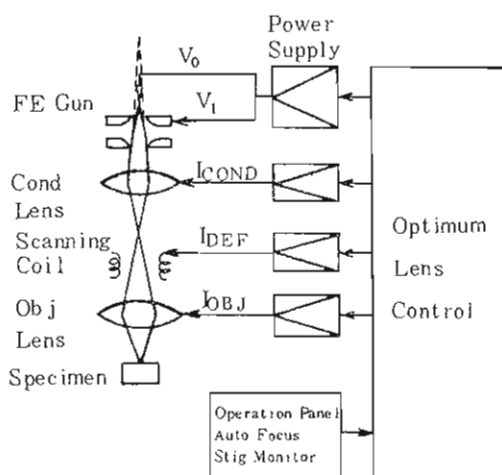 Power
Supply
V0
FE Gun
V1
Cond
Lens
ICOND
Scanning
Coil
IDEF
Optimum
Lens
Control
Obj
Lens
IOBJ
Specimen
Operation Panel
Auto Focus
Stig Monitor